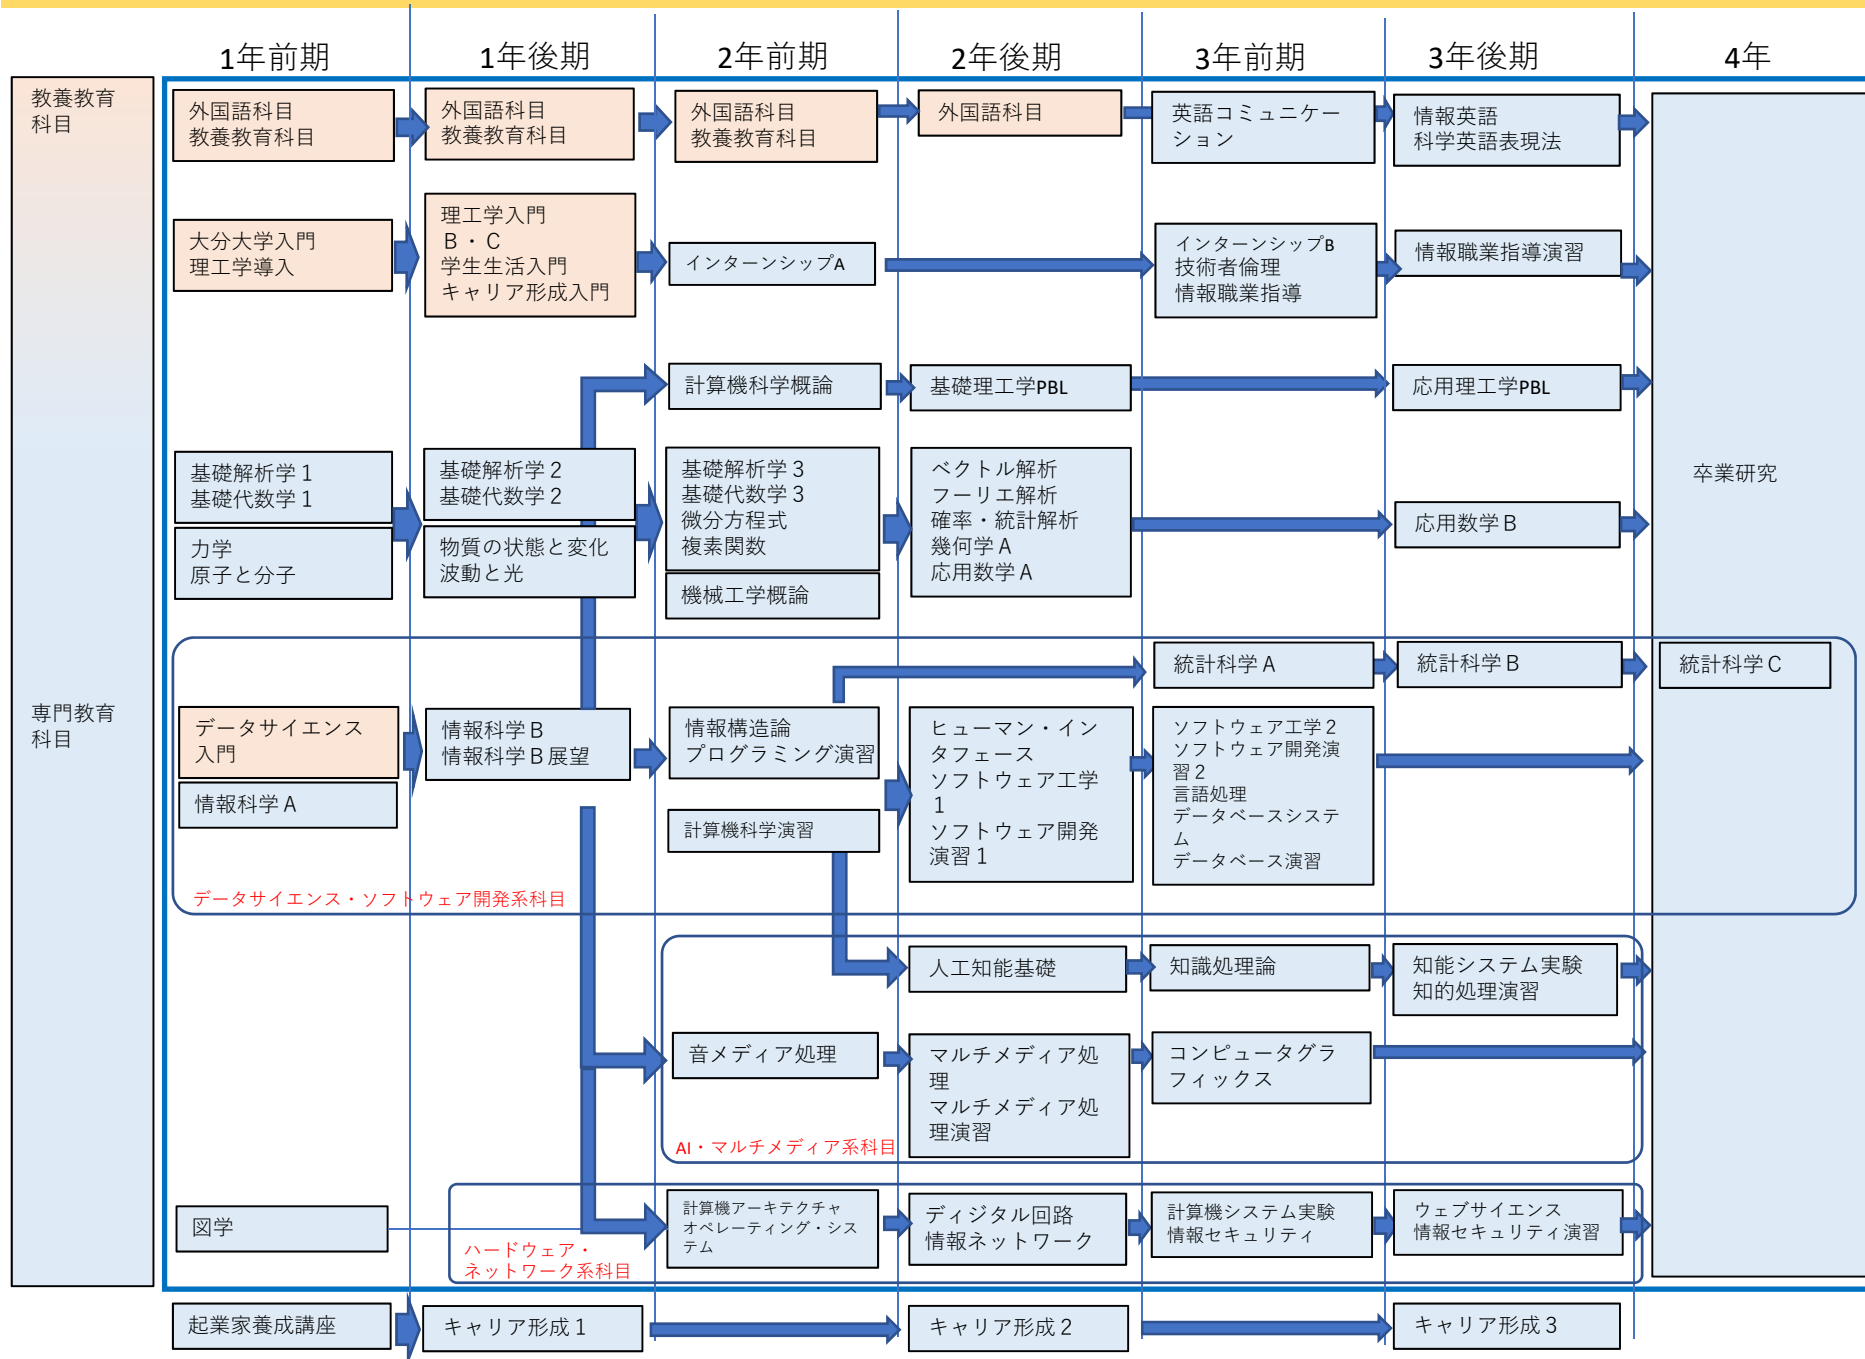 1年前期
1年後期
2年前期
2年後期
3年前期
3年後期
4年
教養教育
科目
外国語科目
教養教育科目
外国語科目
教養教育科目
外国語科目
教養教育科目
外国語科目
英語コミュニケー
ション
情報英語
科学英語表現法
大分大学入門
理工学導入
理工学入門
B・C
学生生活入門
キャリア形成入門
インターンシップA
インターンシップB
技術者倫理
情報職業指導
情報職業指導演習
計算機科学概論
基礎理工学PBL
応用理工学PBL
基礎解析学1
基礎代数学1
力学
原子と分子
基礎解析学2
基礎代数学2
物質の状態と変化
波動と光
基礎解析学3
基礎代数学3
微分方程式
複素関数
機械工学概論
ベクトル解析
フーリエ解析
確率・統計解析
幾何学A
応用数学A
応用数学B
卒業研究
専門教育
科目
統計科学A
統計科学B
統計科学C
データサイエンス
入門
情報科学A
情報科学B
情報科学B展望
情報構造論
プログラミング演習
計算機科学演習
ヒューマン・イン
タフェース
ソフトウェア工学
1
ソフトウェア開発
演習1
ソフトウェア工学2
ソフトウェア開発演
習2
言語処理
データベースシステ
ム
データベース演習
データサイエンス・ソフトウェア開発系科目
人工知能基礎
知識処理論
知能システム実験
知的処理演習
音メディア処理
マルチメディア処
理
マルチメディア処
理演習
コンピュータグラ
フィックス
AI・マルチメディア系科目
図学
ハードウェア・
ネットワーク系科目
計算機アーキテクチャ
オペレーティング・シス
テム
ディジタル回路
情報ネットワーク
計算機システム実験
情報セキュリティ
ウェブサイエンス
情報セキュリティ演習
起業家養成講座
キャリア形成1
キャリア形成2
キャリア形成3